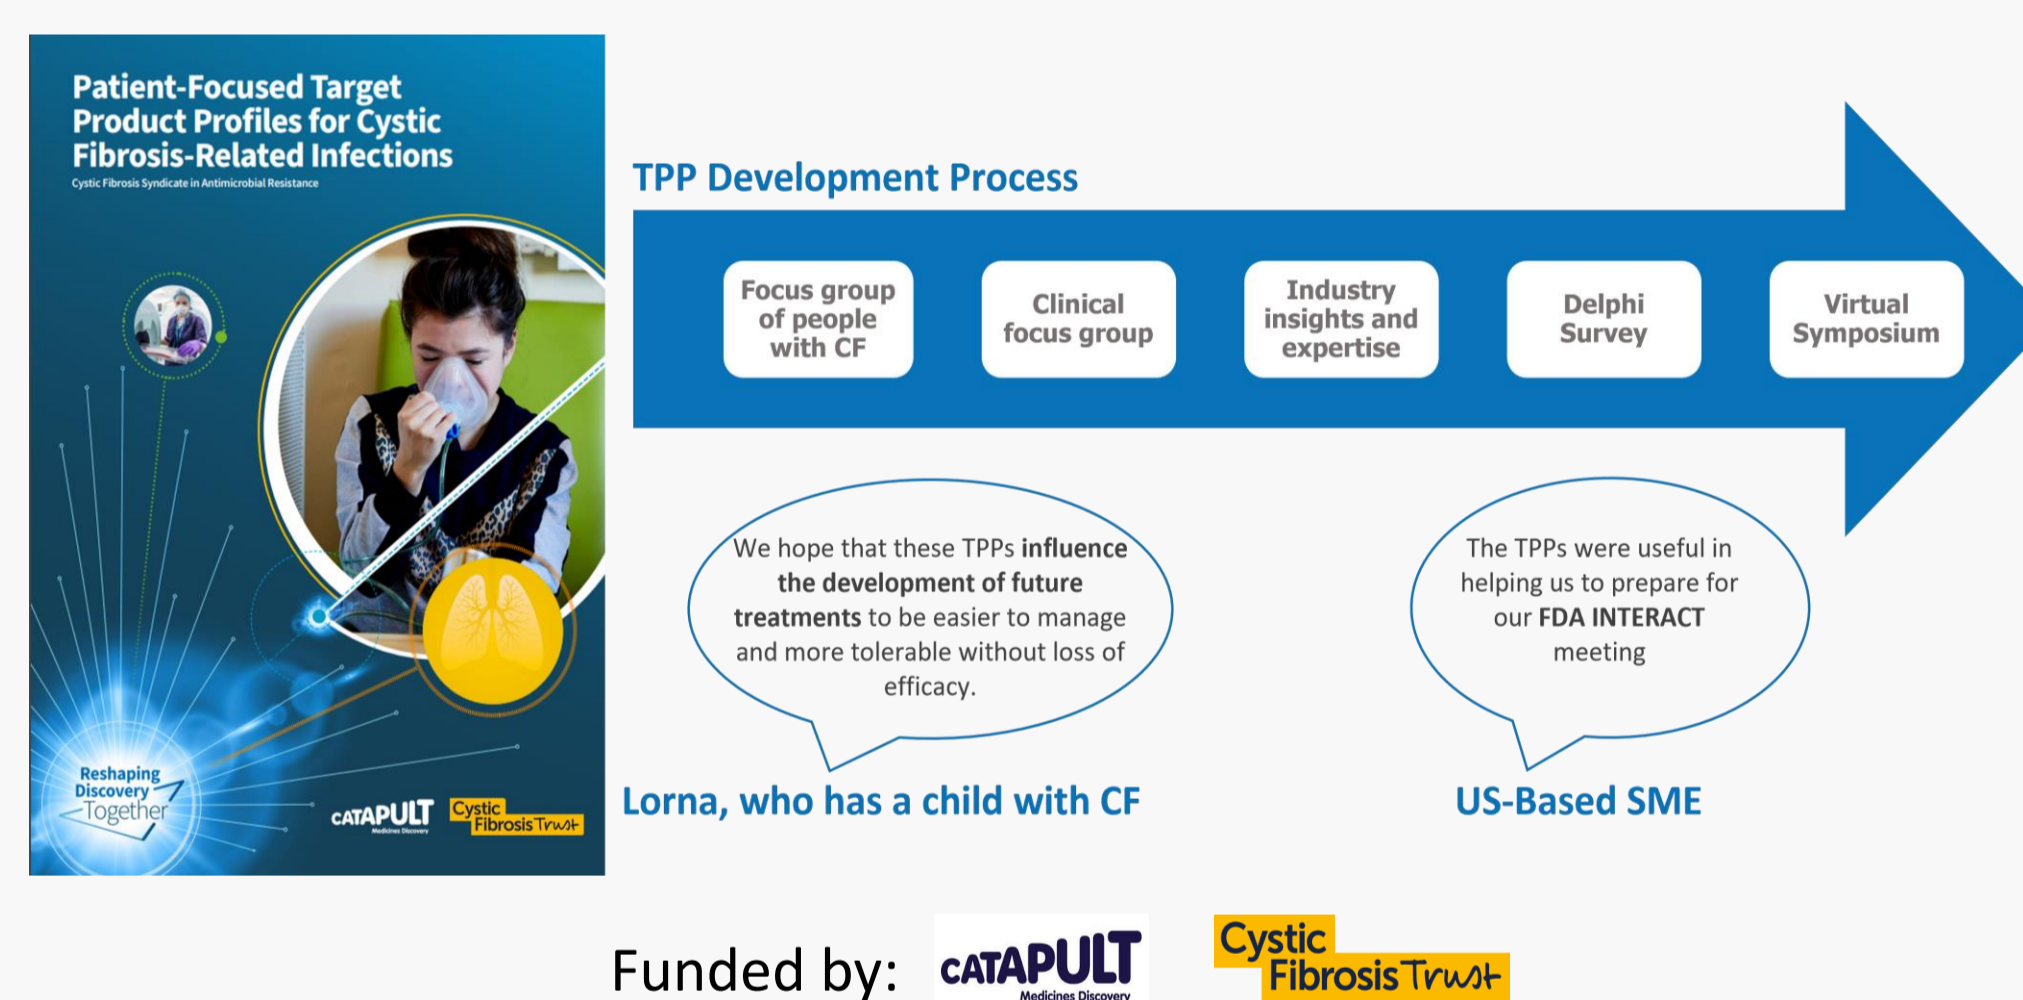 Patient-Focused Target
Product Profiles for Cystic
Fibrosis-Related Infections
Cystic Fibrosis Syndicate in Antimicrobial Resistance
Reshaping
Discovery
Together
CATAPULT
Medicines Discovery
Cystic
Fibrosis Trust
TPP Development Process
Focus group
of people
with CF
Clinical
focus group
Industry
insights and
expertise
Delphi
Survey
Virtual
Symposium
We hope that these TPPs influence
the development of future
treatments to be easier to manage
and more tolerable without loss of
efficacy.
Lorna, who has a child with CF
The TPPs were useful in
helping us to prepare for
our FDA INTERACT
meeting
US-Based SME
Funded by:
CATAPULT
Medicines Discovery
Cystic
Fibrosis Trust